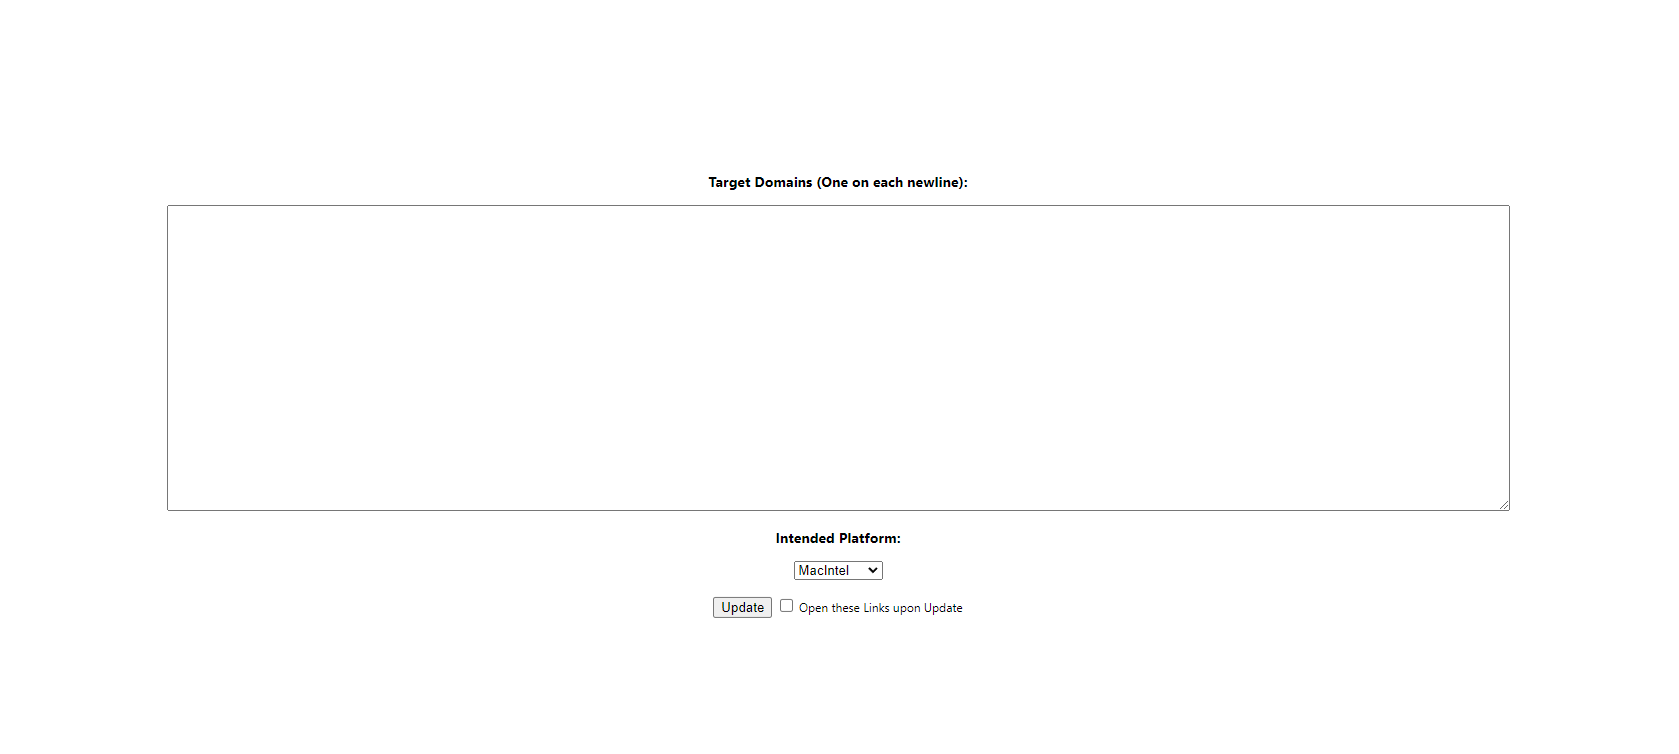 Target Domains (One on each newline):
Intended Platform:
MacIntel
Update Open these Links upon Update